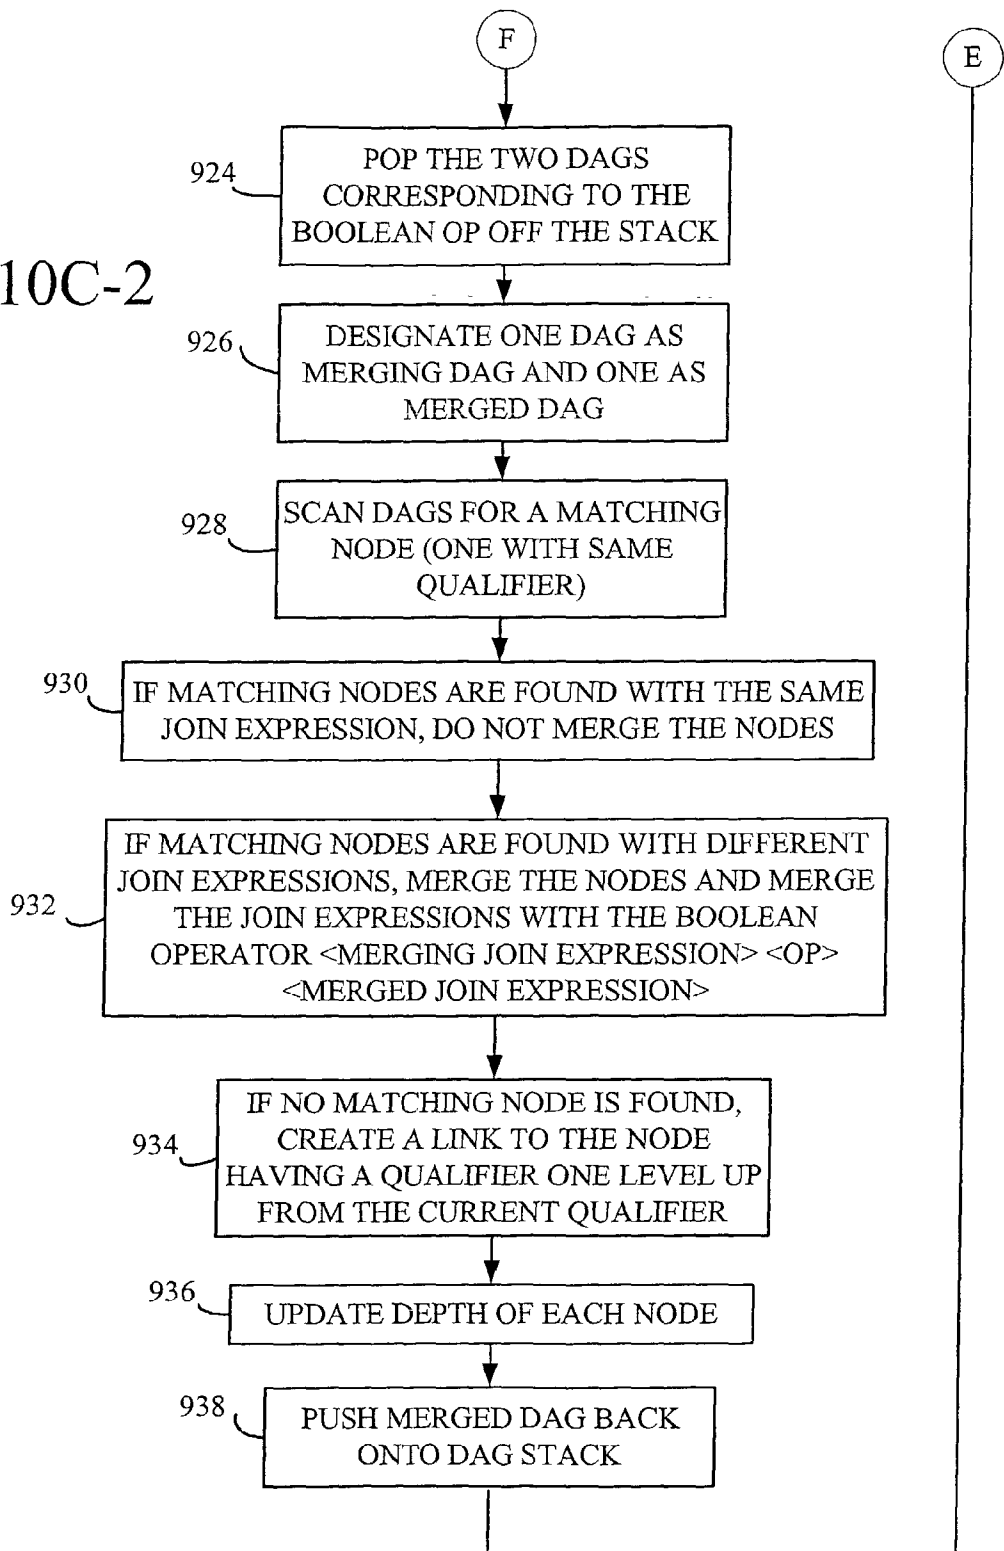 F
E
924
POP THE TWO DAGS
CORRESPONDING TO THE
BOOLEAN OP OFF THE STACK
10C-2
926
DESIGNATE ONE DAG AS
MERGING DAG AND ONE AS
MERGED DAG
928
SCAN DAGS FOR A MATCHING
NODE (ONE WITH SAME
QUALIFIER)
930
IF MATCHING NODES ARE FOUND WITH THE SAME
JOIN EXPRESSION, DO NOT MERGE THE NODES
932
IF MATCHING NODES ARE FOUND WITH DIFFERENT
JOIN EXPRESSIONS, MERGE THE NODES AND MERGE
THE JOIN EXPRESSIONS WITH THE BOOLEAN
OPERATOR <MERGING JOIN EXPRESSION> <OP>
<MERGED JOIN EXPRESSION>
934
IF NO MATCHING NODE IS FOUND,
CREATE A LINK TO THE NODE
HAVING A QUALIFIER ONE LEVEL UP
FROM THE CURRENT QUALIFIER
936
UPDATE DEPTH OF EACH NODE
938
PUSH MERGED DAG BACK
ONTO DAG STACK